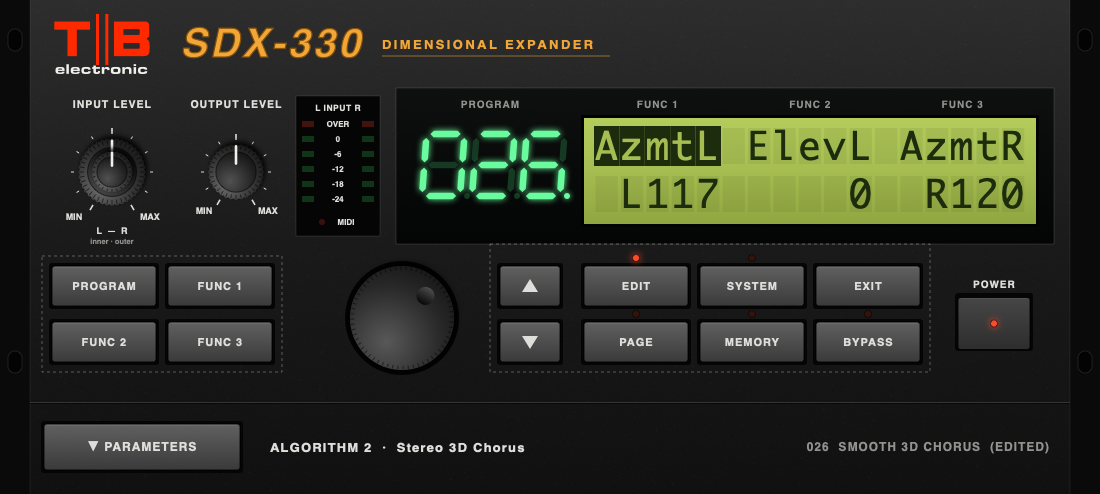 TB
electronic
SDX-330
DIMENSIONAL EXPANDER
INPUT LEVEL
OUTPUT LEVEL
MIN
MAX
L – R
inner · outer
MIN
MAX
L INPUT R
OVER
0
-6
-12
-18
-24
MIDI
PROGRAM
FUNC 1
FUNC 2
FUNC 3
026.
AzmtL ElevL AzmtR
L117 0 R120
PROGRAM
FUNC 1
FUNC 2
FUNC 3
▲
▼
EDIT
SYSTEM
EXIT
PAGE
MEMORY
BYPASS
POWER
▼ PARAMETERS
ALGORITHM 2 · Stereo 3D Chorus
026 SMOOTH 3D CHORUS (EDITED)